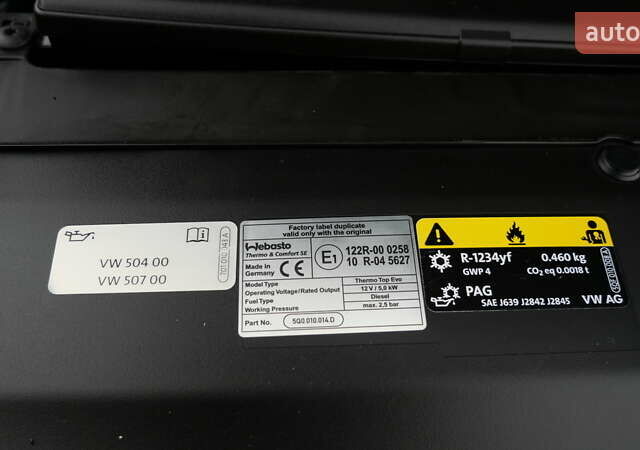 auto
VW 504 00
VW 507 00
Factory label duplicate
valid only with the original
Webasto
Thermo & Comfort SE
Made in
Germany
CE
E1
122R-00 0258
10 R-04 5627
Model Type Thermo Top Evo
Operating Voltage/Rated Output 12 V / 5,0 kW
Fuel Type Diesel
Working Pressure max. 2,5 bar
Part No. 5Q0.010.014.D
R-1234yf 0.460 kg
GWP 4 CO2 eq 0.0018 t
PAG
SAE J639 J2842 J2845 VW AG